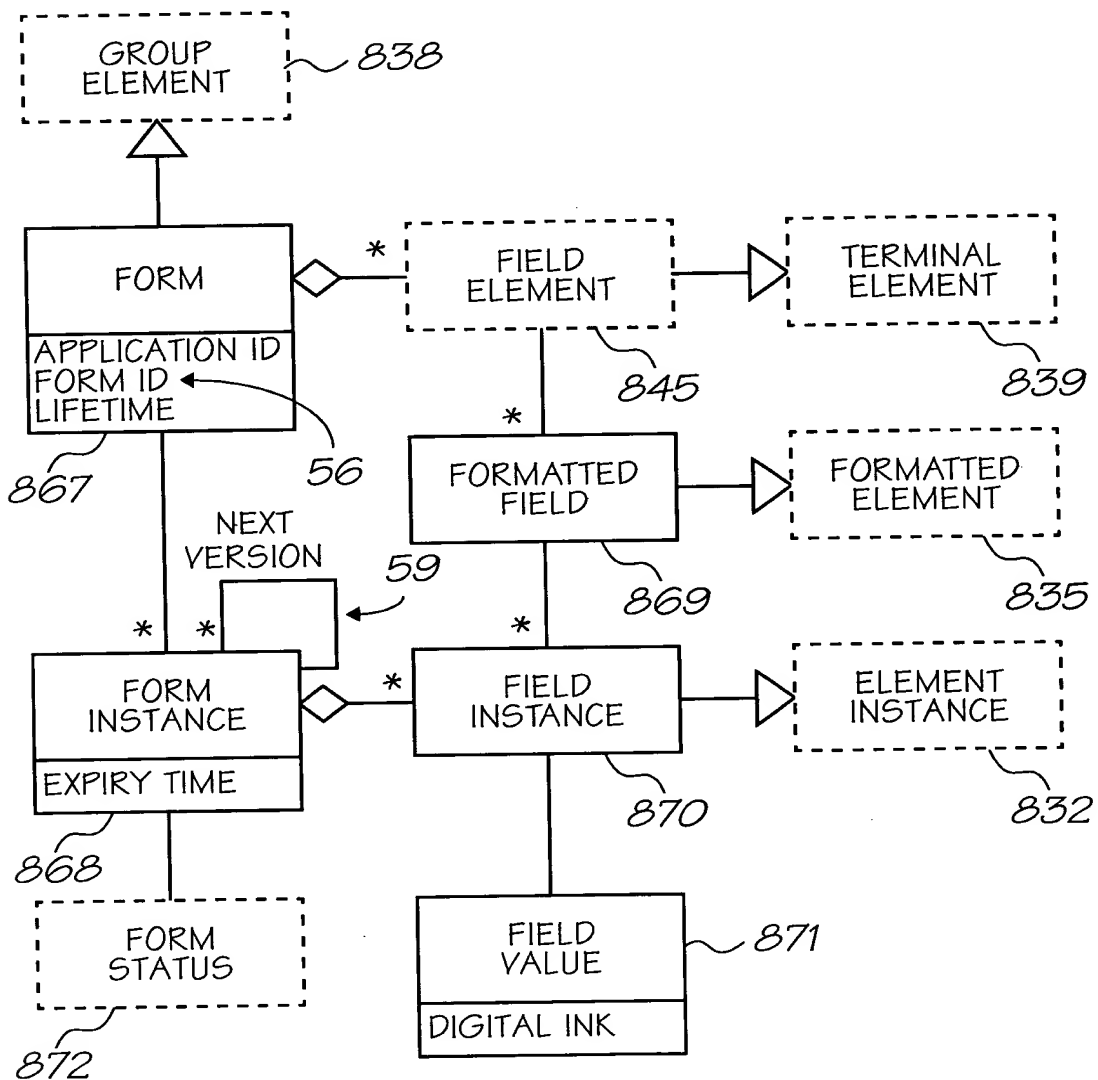 GROUP
ELEMENT
838
FORM
*
FIELD
ELEMENT
TERMINAL
ELEMENT
APPLICATION ID
FORM ID
LIFETIME
845
839
867
56
*
FORMATTED
FIELD
FORMATTED
ELEMENT
NEXT
VERSION
59
869
835
*
*
*
FORM
INSTANCE
*
FIELD
INSTANCE
ELEMENT
INSTANCE
EXPIRY TIME
870
832
868
FORM
STATUS
FIELD
VALUE
871
DIGITAL INK
872